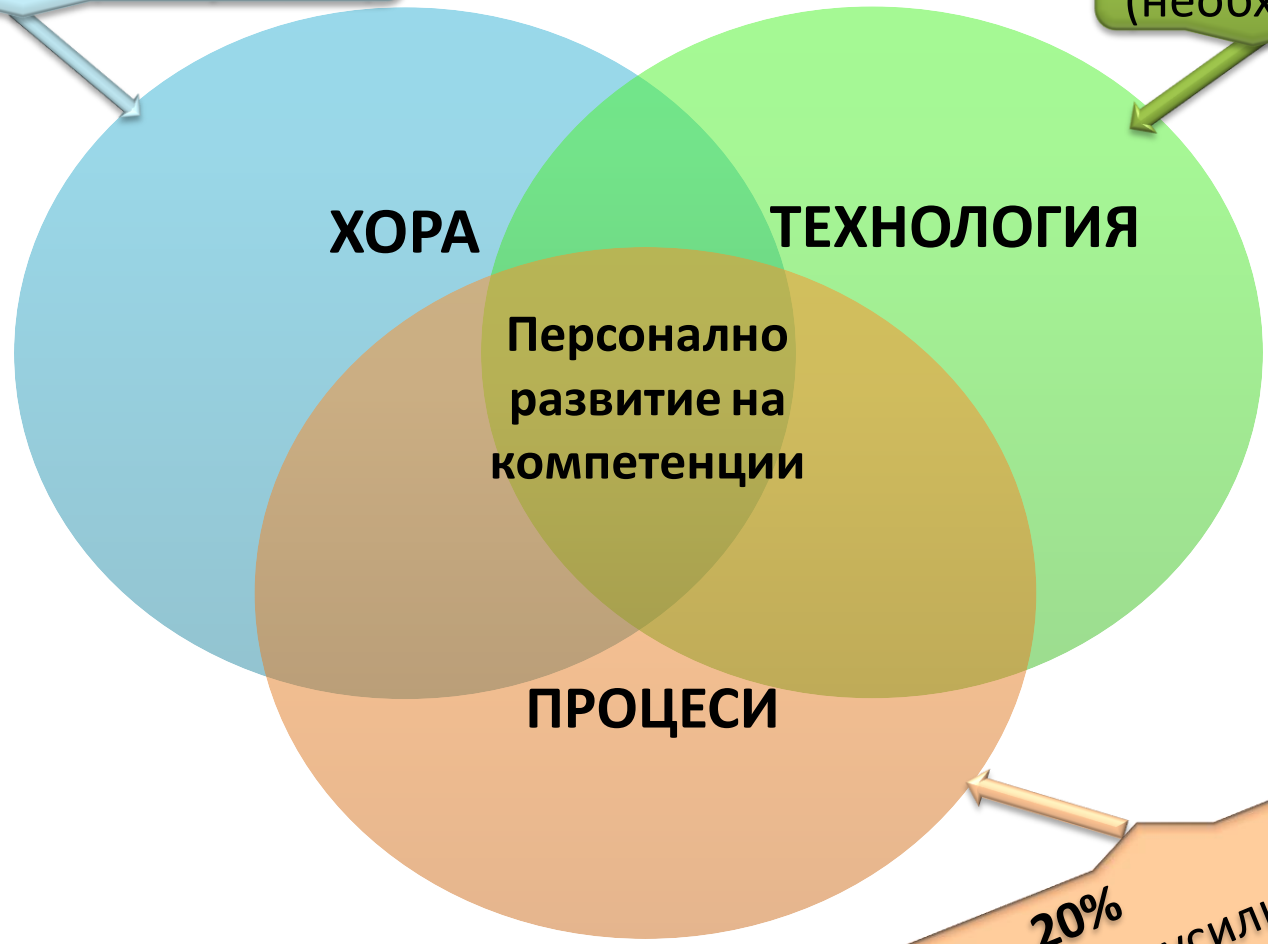 ХОРА
ТЕХНОЛОГИЯ
Персонално
развитие на
компетенции
ПРОЦЕСИ
20%